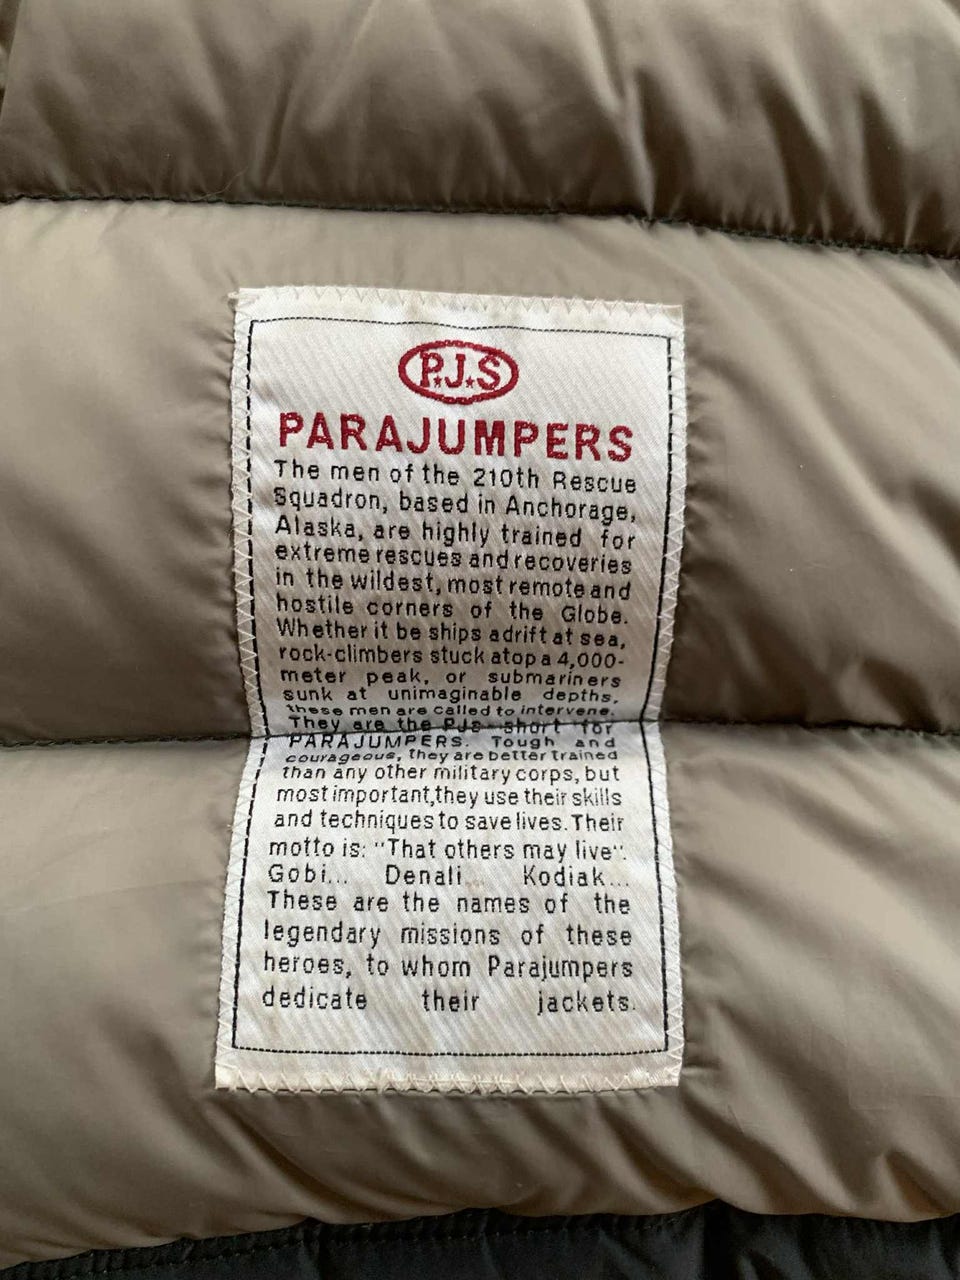 P.J.S
PARAJUMPERS
The men of the 210th Rescue
Squadron, based in Anchorage,
Alaska, are highly trained for
extreme rescues and recoveries
in the wildest, most remote and
hostile corners of the Globe.
Whether it be ships adrift at sea,
rock-climbers stuck atop a 4,000-
meter peak, or submariners
sunk at unimaginable depths,
these men are called to intervene.
They are the PJs-short for
PARAJUMPERS. Tough and
courageous, they are better trained
than any other military corps, but
most important,they use their skills
and techniques to save lives. Their
motto is: "That others may live".
Gobi... Denali... Kodiak...
These are the names of the
legendary missions of these
heroes, to whom Parajumpers
dedicate their jackets.